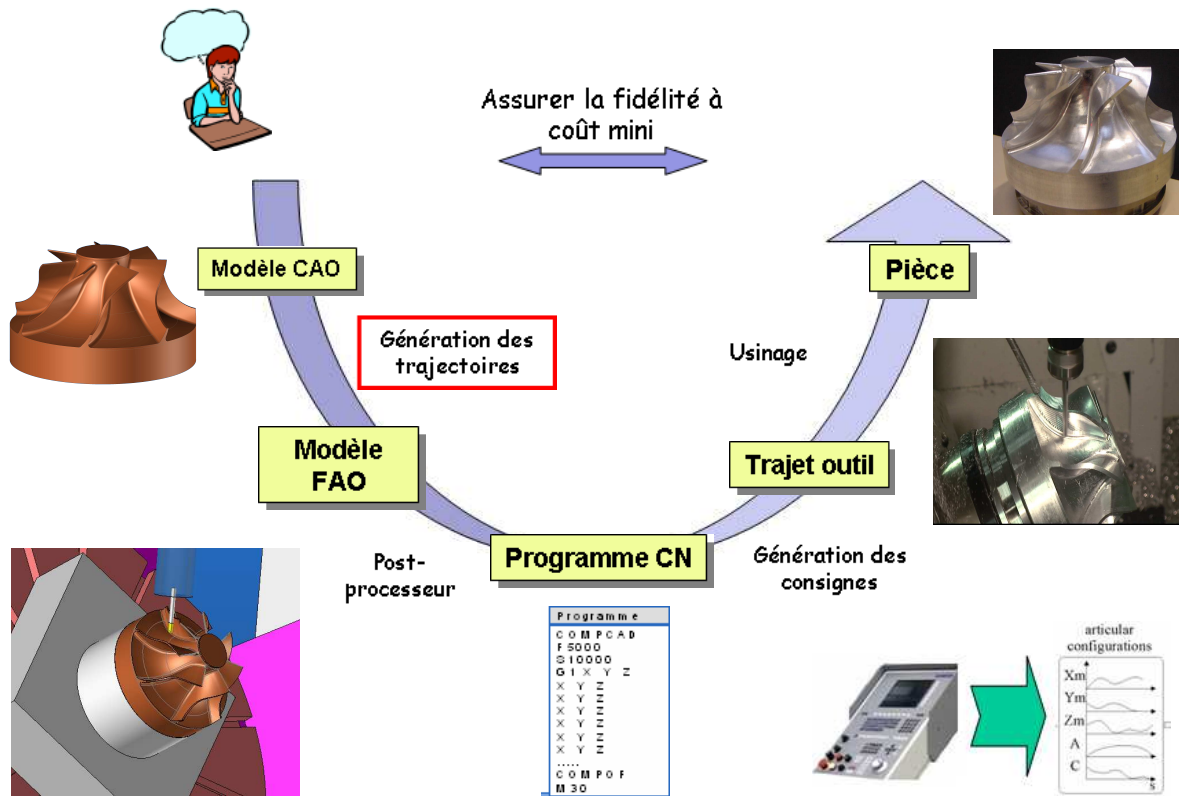 Assurer la fidélité à
coût mini
Modèle CAO
Pièce
Génération des
trajectoires
Usinage
Modèle
FAO
Trajet outil
Programme CN
Post-
processeur
Génération des
consignes
Programme
COMPCAD
F5000
S10000
G1 X Y Z
X Y Z
X Y Z
X Y Z
X Y Z
X Y Z
X Y Z
.....
COMPOF
M30
articular
configurations
Xm
Ym
Zm
A
C
s